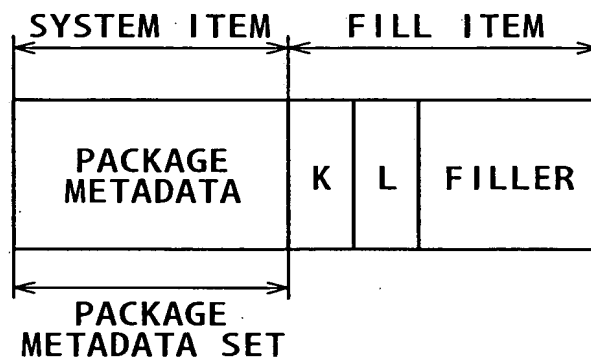 SYSTEM ITEM FILL ITEM
PACKAGE METADATA K L FILLER
PACKAGE METADATA SET